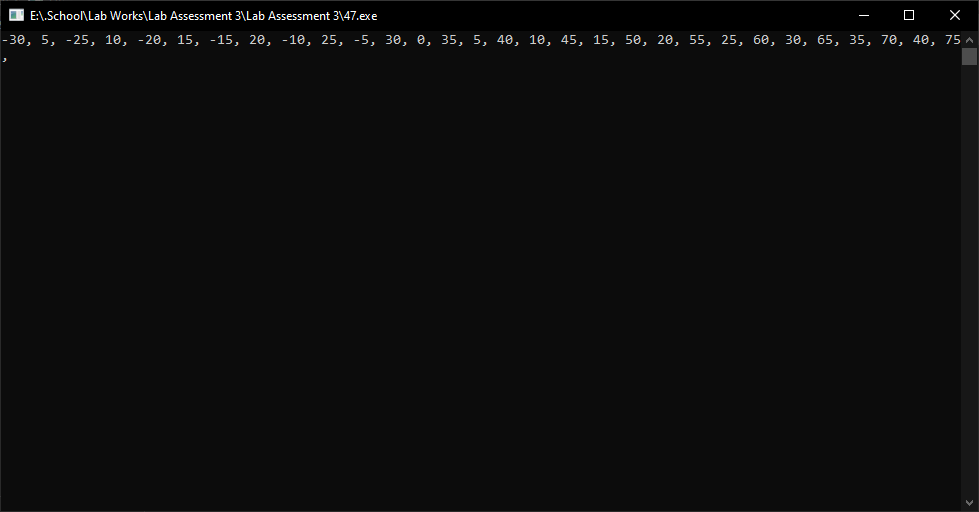 E:\.School\Lab Works\Lab Assessment 3\Lab Assessment 3\47.exe
-30, 5, -25, 10, -20, 15, -15, 20, -10, 25, -5, 30, 0, 35, 5, 40, 10, 45, 15, 50, 20, 55, 25, 60, 30, 65, 35, 70, 40, 75
,